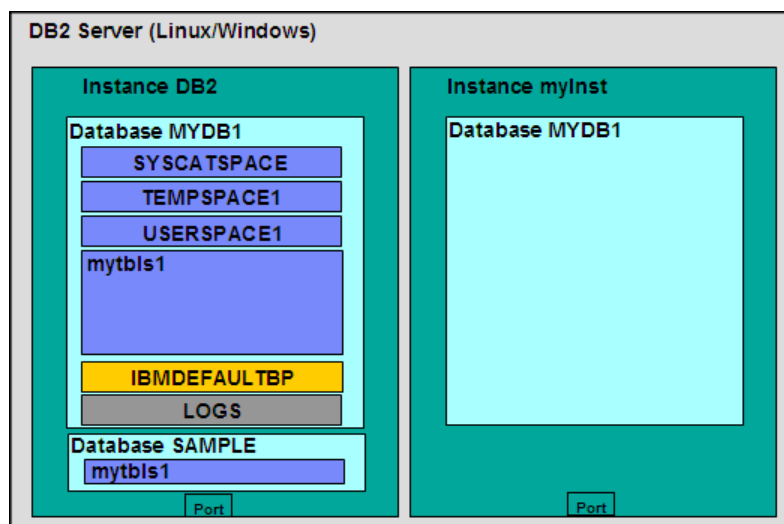 DB2 Server (Linux/Windows)
Instance DB2
Database MYDB1
SYSCATSPACE
TEMPSPACE1
USERSPACE1
mytbls1
IBMDEFAULTBP
LOGS
Database SAMPLE
mytbls1
Port
Instance myInst
Database MYDB1
Port